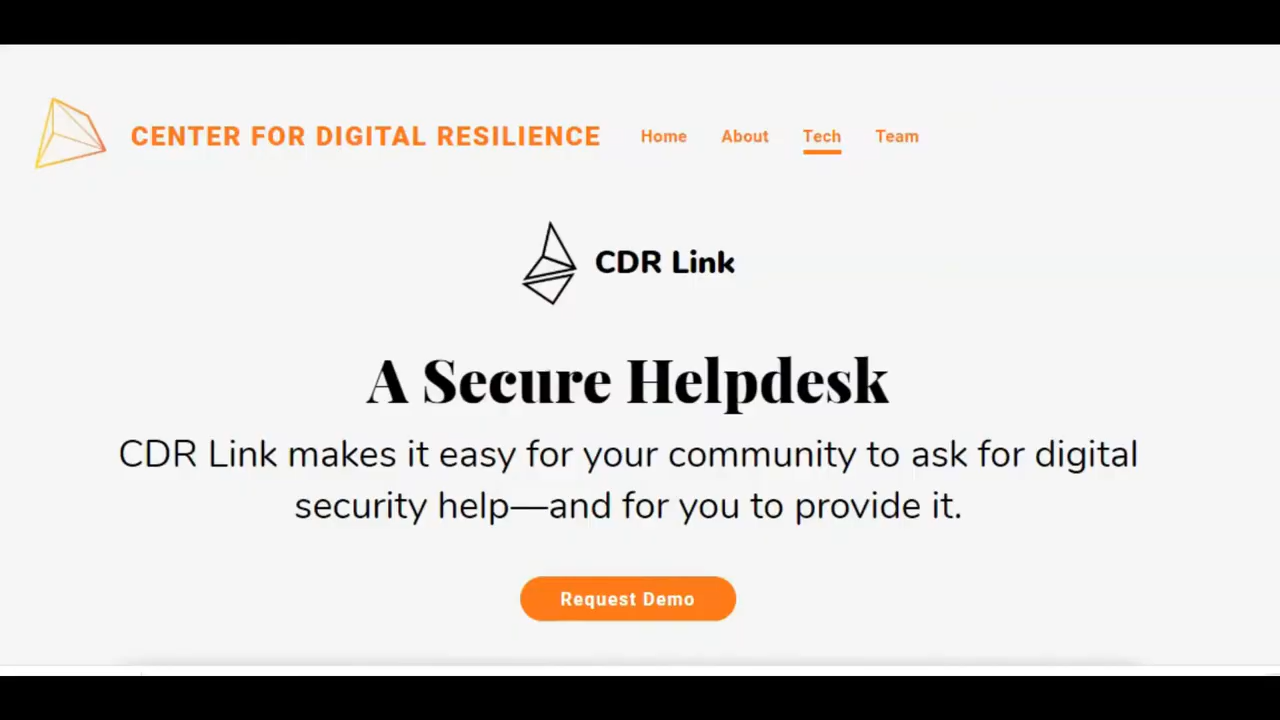 CENTER FOR DIGITAL RESILIENCE
Home About Tech Team
CDR Link
A Secure Helpdesk
CDR Link makes it easy for your community to ask for digital
security help—and for you to provide it.
Request Demo